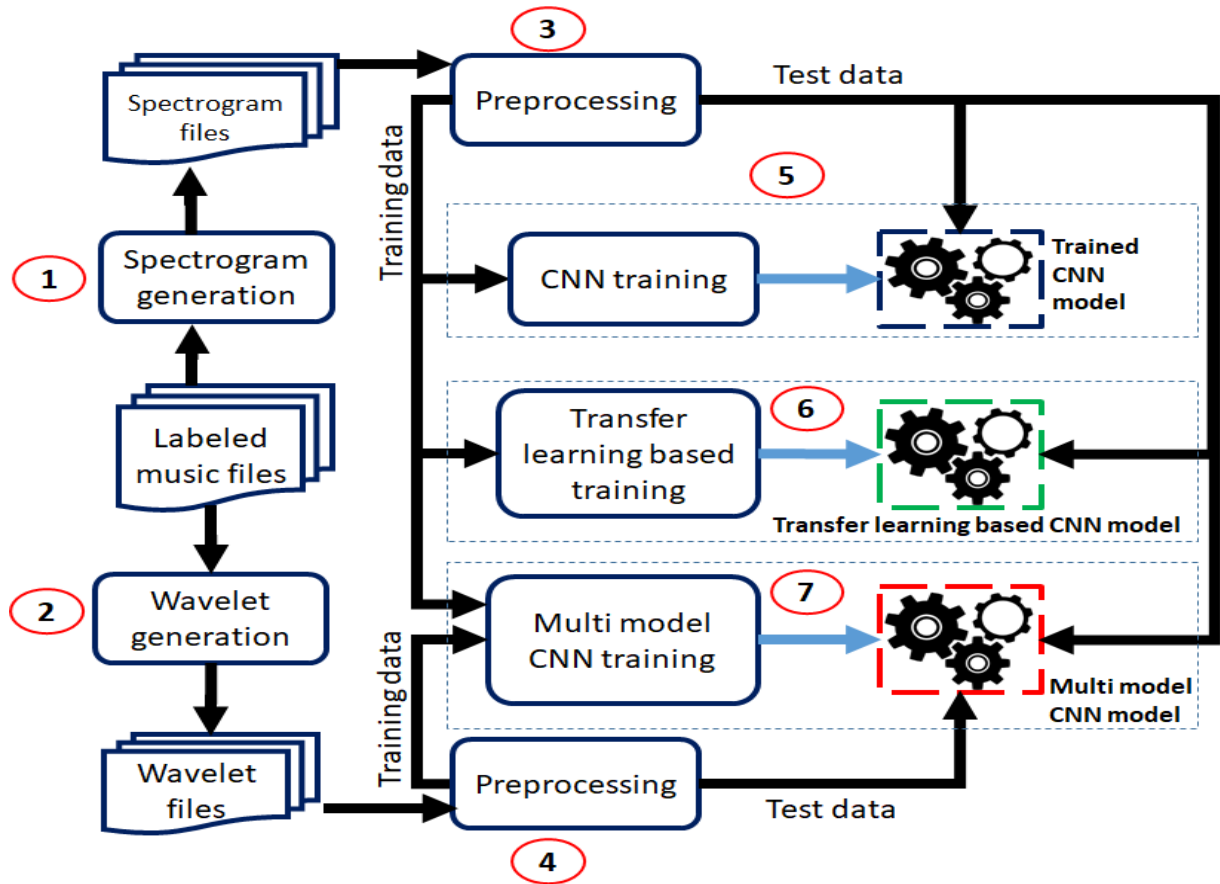 3
Spectrogram
files
Preprocessing
Test data
Training data
5
1
Spectrogram
generation
CNN training
Trained
CNN
model
Labeled
music files
6
Transfer
learning based
training
Transfer learning based CNN model
2
Wavelet
generation
7
Multi model
CNN training
Multi model
CNN model
Training data
Wavelet
files
Preprocessing
Test data
4